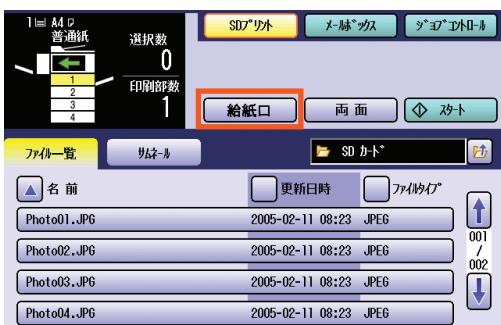 1 A4
普通紙
1
2
3
4
選択数
0
印刷部数
1
SDﾌﾟﾘﾝﾄ
ﾒｰﾙﾎﾞｯｸｽ
ｼﾞｮﾌﾞｺﾝﾄﾛｰﾙ
給紙口
両 面
ｽﾀｰﾄ
ﾌｧｲﾙ一覧
ｻﾑﾈｰﾙ
SD ｶｰﾄﾞ
名 前
更新日時
ﾌｧｲﾙﾀｲﾌﾟ
Photo01.JPG 2005-02-11 08:23 JPEG
Photo02.JPG 2005-02-11 08:23 JPEG
Photo03.JPG 2005-02-11 08:23 JPEG
Photo04.JPG 2005-02-11 08:23 JPEG
001
/
002